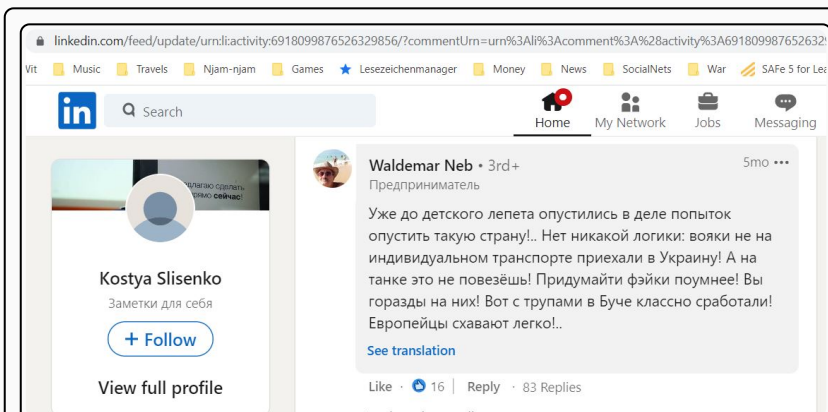 linkedin.com/feed/update/urn:li:activity:6918099876526329856/?commentUrn=urn%3Ali%3Acomment%3A%28activity%3A691809987652632
Vit Music Travels Njam-njam Games Lesezeichenmanager Money News SocialNets War SAFe 5 for Lea
in Search
Home My Network Jobs Messaging
длагаю сделать
прямо сейчас!
Kostya Slisenko
Заметки для себя
+ Follow
View full profile
Waldemar Neb • 3rd+ 5mo •••
Предприниматель
Уже до детского лепета опустились в деле попыток
опустить такую страну!.. Нет никакой логики: вояки не на
индивидуальном транспорте приехали в Украину! А на
танке это не повезёшь! Придумайти фэйки поумнее! Вы
горазды на них! Вот с трупами в Буче классно сработали!
Европейцы схавают легко!..
See translation
Like · 16 | Reply · 83 Replies